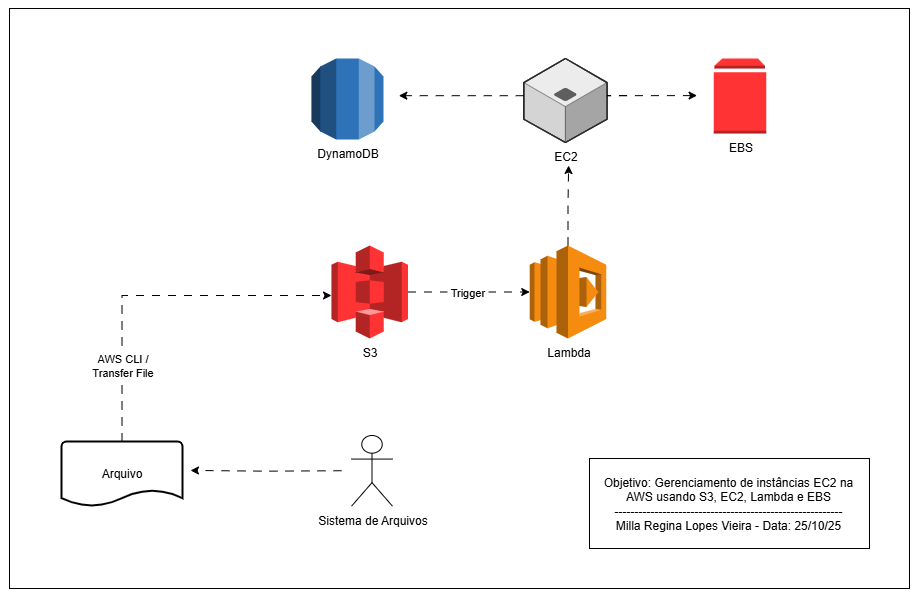 DynamoDB
EC2
EBS
S3
Trigger
Lambda
AWS CLI /
Transfer File
Arquivo
Sistema de Arquivos
Objetivo: Gerenciamento de instâncias EC2 na
AWS usando S3, EC2, Lambda e EBS
---------------------------------------------------------
Milla Regina Lopes Vieira - Data: 25/10/25